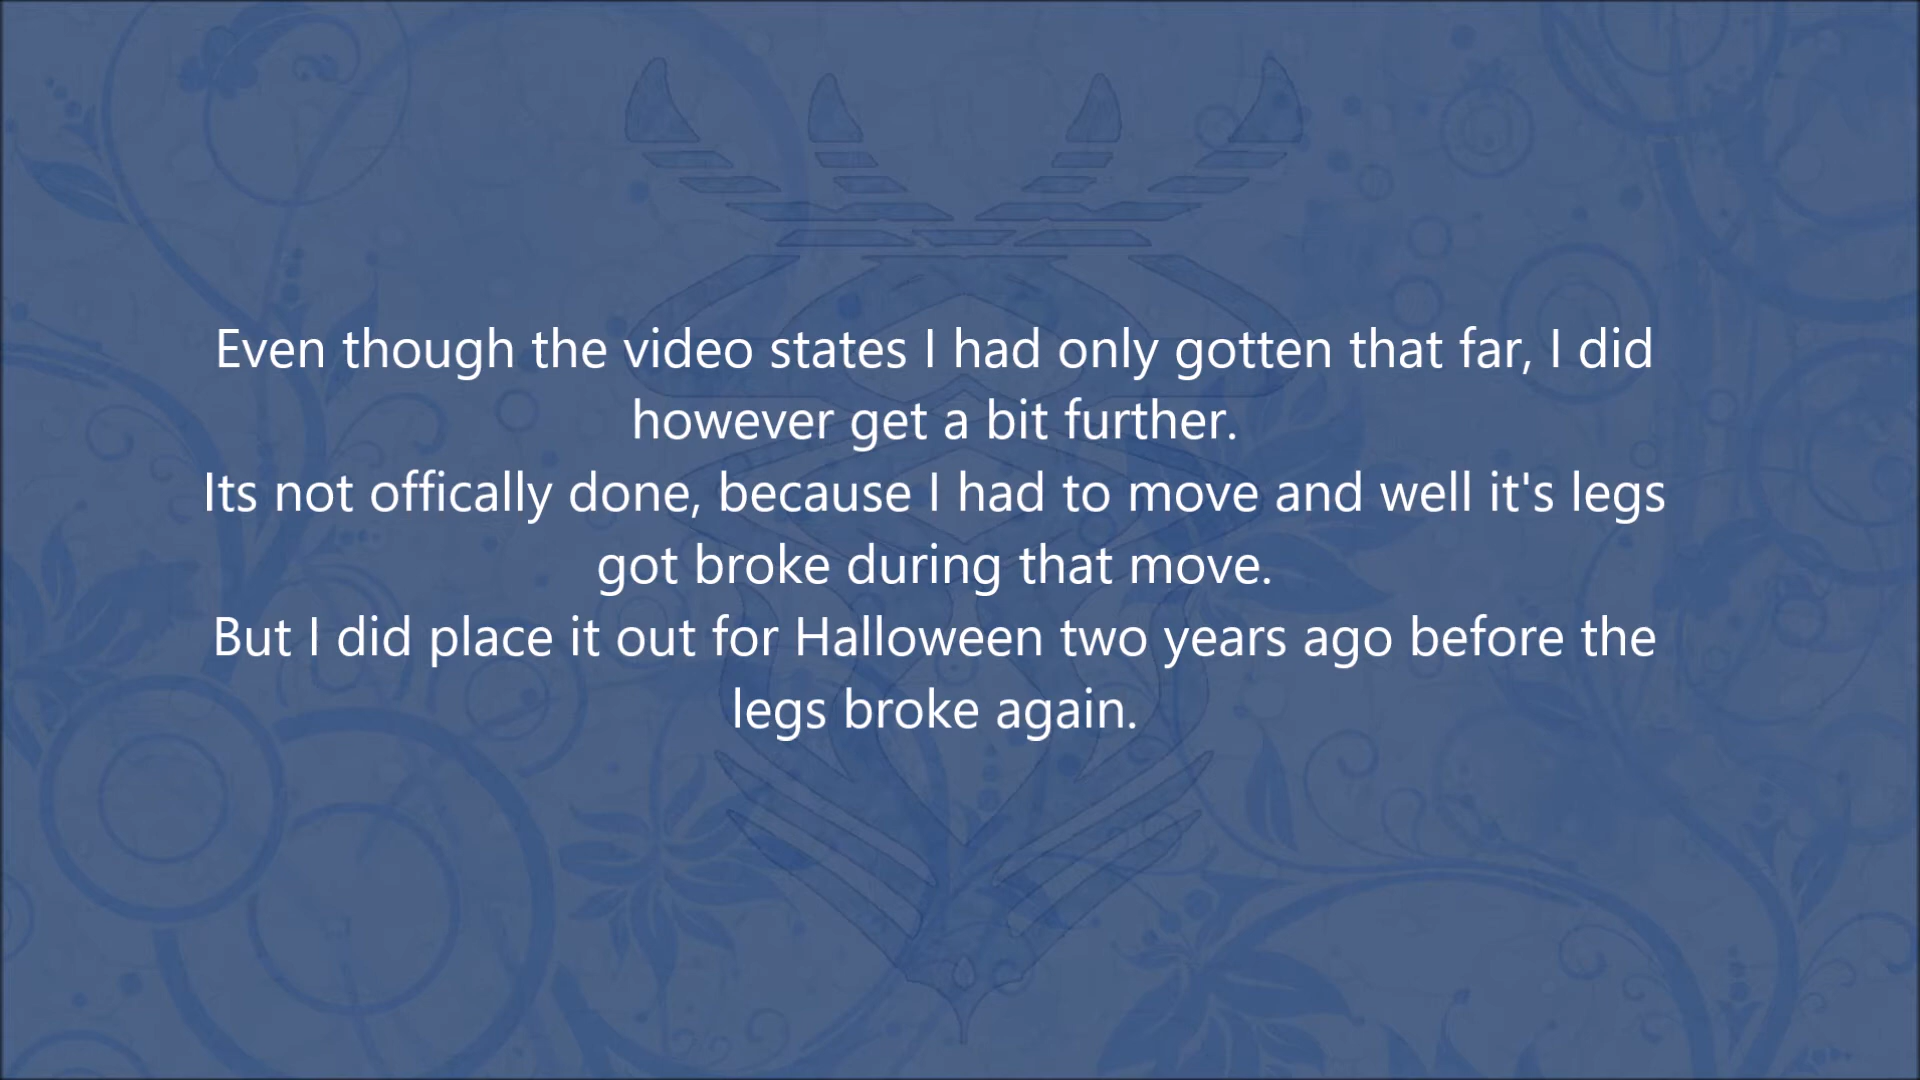 Even though the video states I had only gotten that far, I did
however get a bit further.
Its not offically done, because I had to move and well it's legs
got broke during that move.
But I did place it out for Halloween two years ago before the
legs broke again.